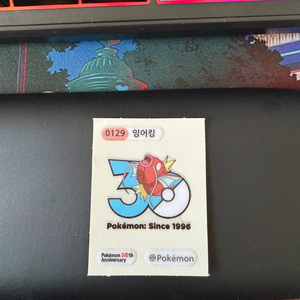 0129 잉어킹
30
Pokémon: Since 1996
Pokémon 30th
Anniversary
©Pokémon